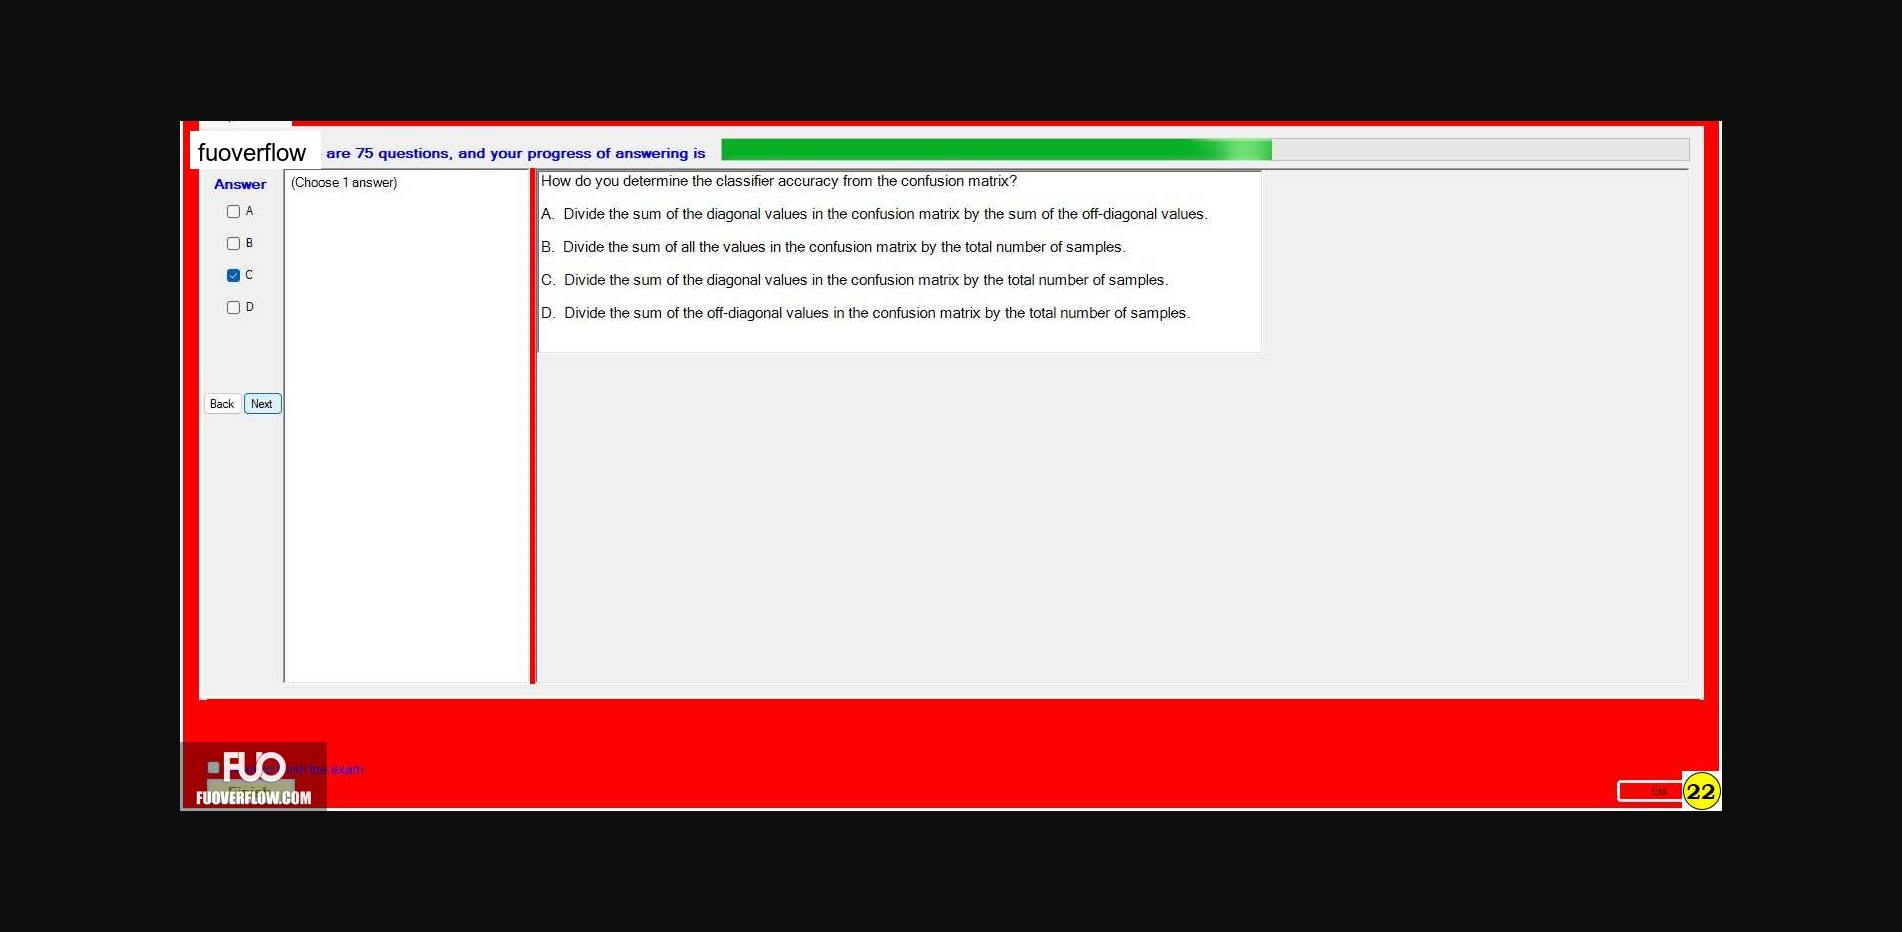 fuoverflow are 75 questions, and your progress of answering is
Answer
(Choose 1 answer)
A
B
C
D
Back Next
How do you determine the classifier accuracy from the confusion matrix?
A. Divide the sum of the diagonal values in the confusion matrix by the sum of the off-diagonal values.
B. Divide the sum of all the values in the confusion matrix by the total number of samples.
C. Divide the sum of the diagonal values in the confusion matrix by the total number of samples.
D. Divide the sum of the off-diagonal values in the confusion matrix by the total number of samples.
FUO
the exam
Finish
FUOVERFLOW.COM
Exit
22